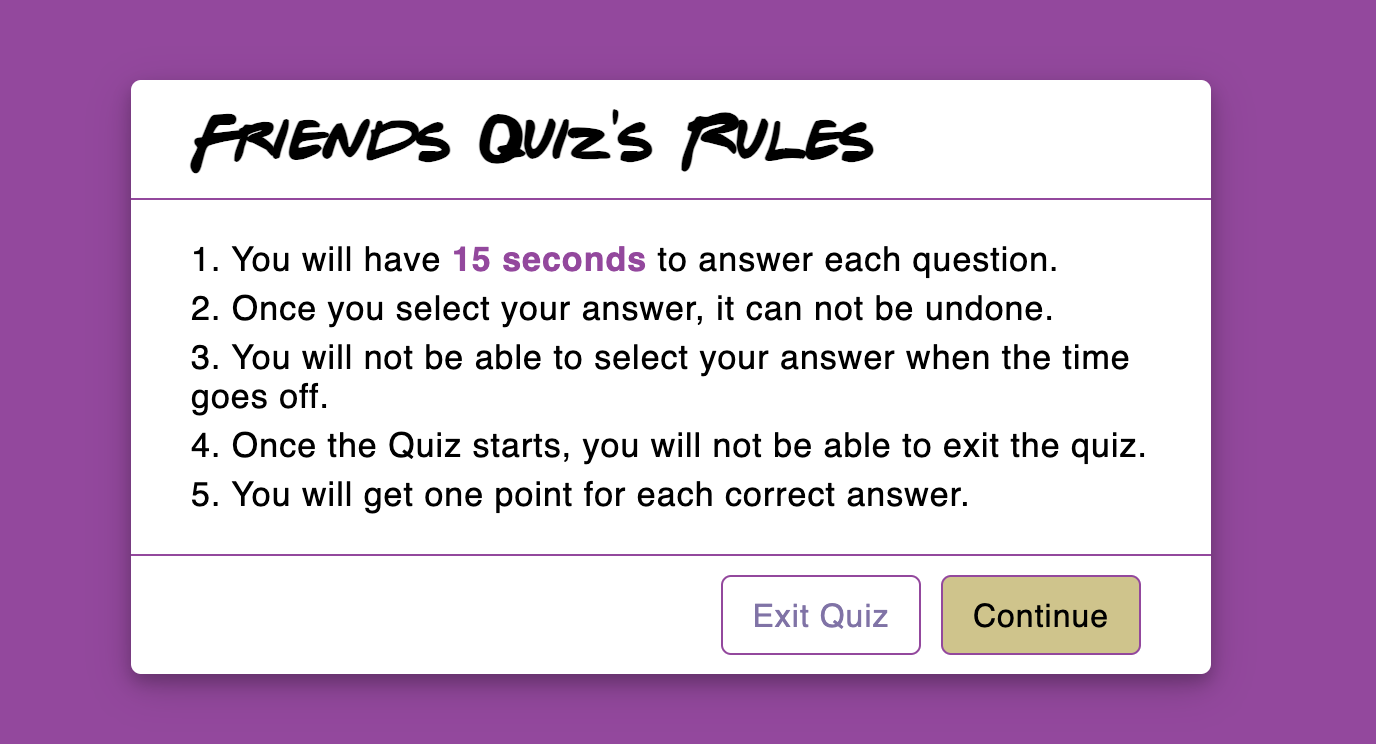 Friends Quiz's Rules
1. You will have 15 seconds to answer each question.
2. Once you select your answer, it can not be undone.
3. You will not be able to select your answer when the time
goes off.
4. Once the Quiz starts, you will not be able to exit the quiz.
5. You will get one point for each correct answer.
Exit Quiz
Continue